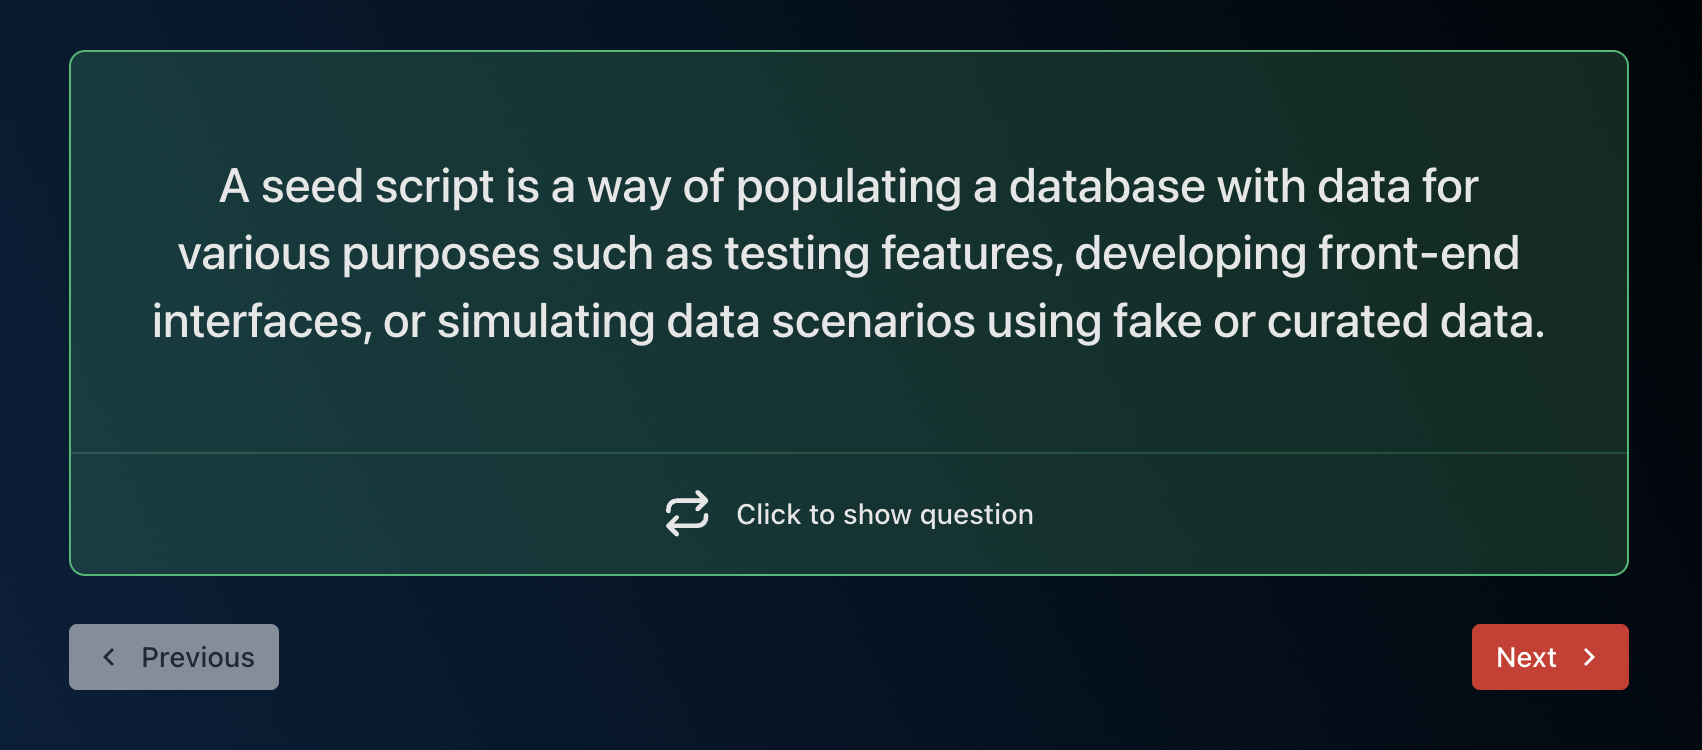 A seed script is a way of populating a database with data for
various purposes such as testing features, developing front-end
interfaces, or simulating data scenarios using fake or curated data.
Click to show question
Previous
Next